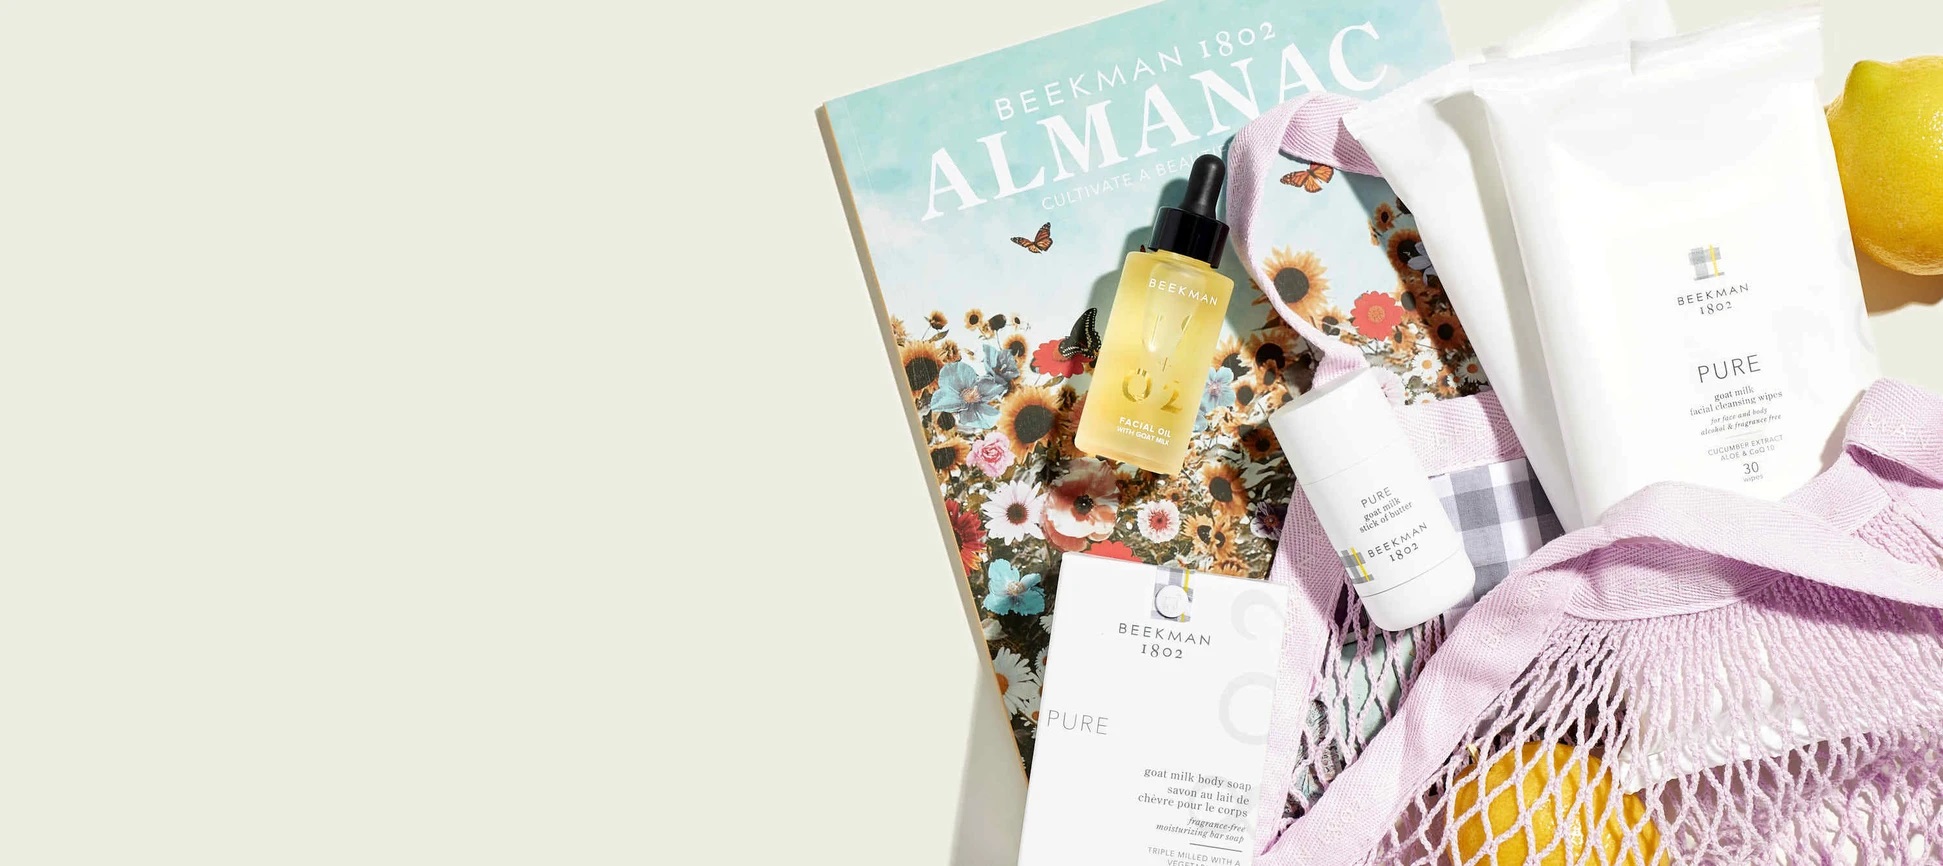 BEEKMAN 1802
ALMANAC
CULTIVATE A
BEEKMAN
+
02
FACIAL OIL
WITH GOAT MILK
BEEKMAN
1802
PURE
goat milk
facial cleansing wipes
for face and body
alcohol & fragrance free
CUCUMBER EXTRACT
ALOE & CoQ10
30
wipes
PURE
goat milk
stick of butter
BEEKMAN
1802
BEEKMAN
1802
PURE
goat milk body soap
savon au lait de
chèvre pour le corps
fragrance-free
moisturizing bar soap
TRIPLE MILLED WITH A